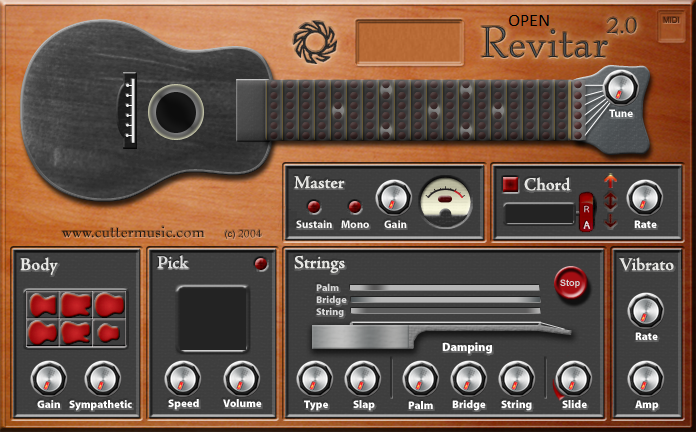 OPEN
Revitar 2.0
MIDI
Tune
Master
Sustain Mono Gain
Chord
R
A
Rate
www.cuttermusic.com (c) 2004
Body
Gain Sympathetic
Pick
Speed Volume
Strings
Palm
Bridge
String
Stop
Damping
Type Slap Palm Bridge String Slide
Vibrato
Rate
Amp